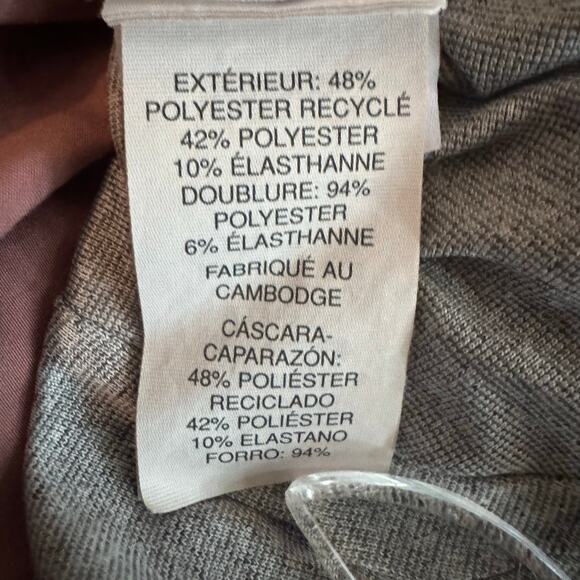 EXTÉRIEUR: 48%
POLYESTER RECYCLÉ
42% POLYESTER
10% ÉLASTHANNE
DOUBLURE: 94%
POLYESTER
6% ÉLASTHANNE
FABRIQUÉ AU
CAMBODGE
CÁSCARA-
CAPARAZÓN:
48% POLIÉSTER
RECICLADO
42% POLIÉSTER
10% ELASTANO
FORRO: 94%